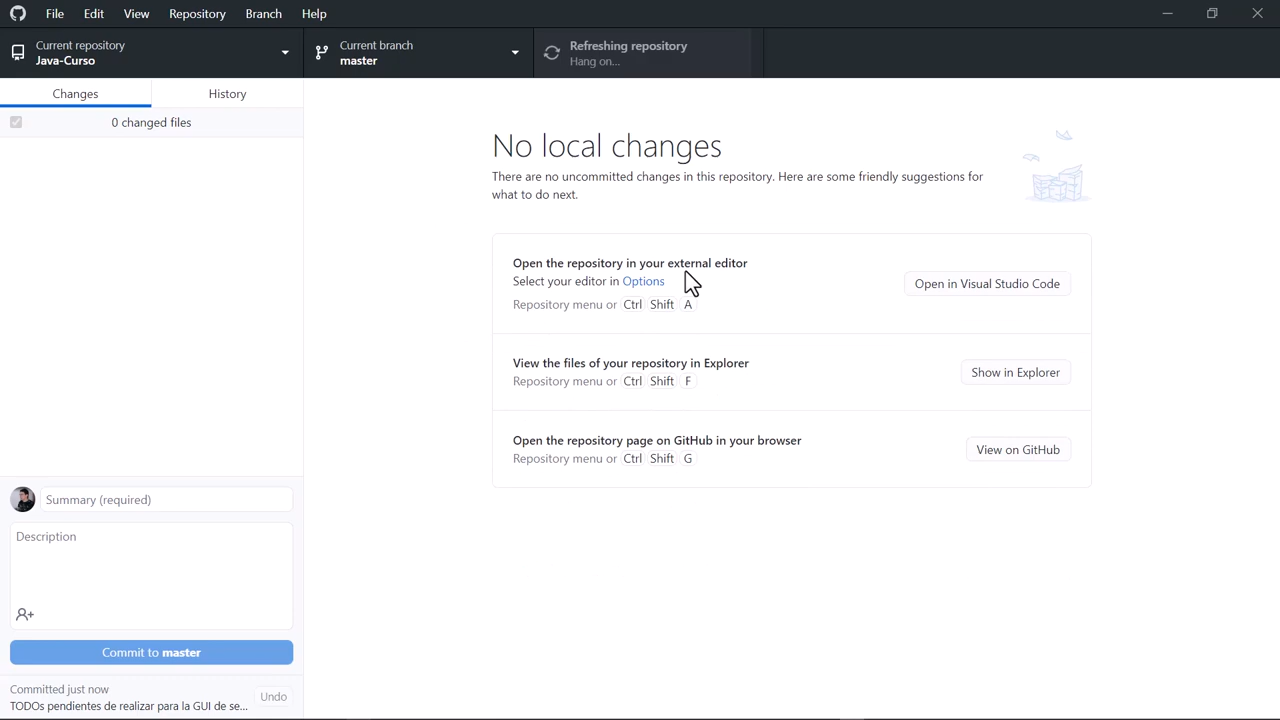 File Edit View Repository Branch Help
Current repository
Java-Curso
Current branch
master
Refreshing repository
Hang on...
Changes History
0 changed files
No local changes
There are no uncommitted changes in this repository. Here are some friendly suggestions for
what to do next.
Open the repository in your external editor
Select your editor in Options
Repository menu or Ctrl Shift A
Open in Visual Studio Code
View the files of your repository in Explorer
Repository menu or Ctrl Shift F
Show in Explorer
Open the repository page on GitHub in your browser
Repository menu or Ctrl Shift G
View on GitHub
Summary (required)
Description
Commit to master
Committed just now
TODOs pendientes de realizar para la GUI de se...
Undo